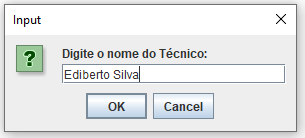 Input
Digite o nome do Técnico:
Ediberto Silva
OK Cancel